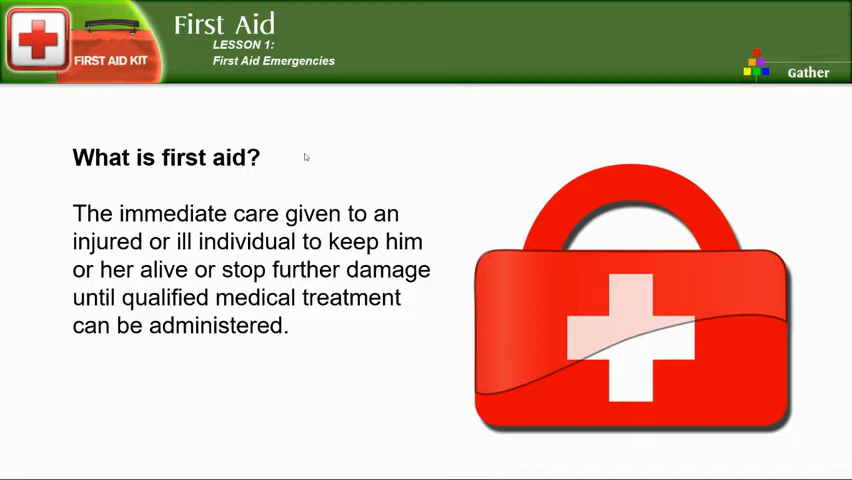 First Aid
LESSON 1:
First Aid Emergencies
FIRST AID KIT
Gather
What is first aid?
The immediate care given to an
injured or ill individual to keep him
or her alive or stop further damage
until qualified medical treatment
can be administered.